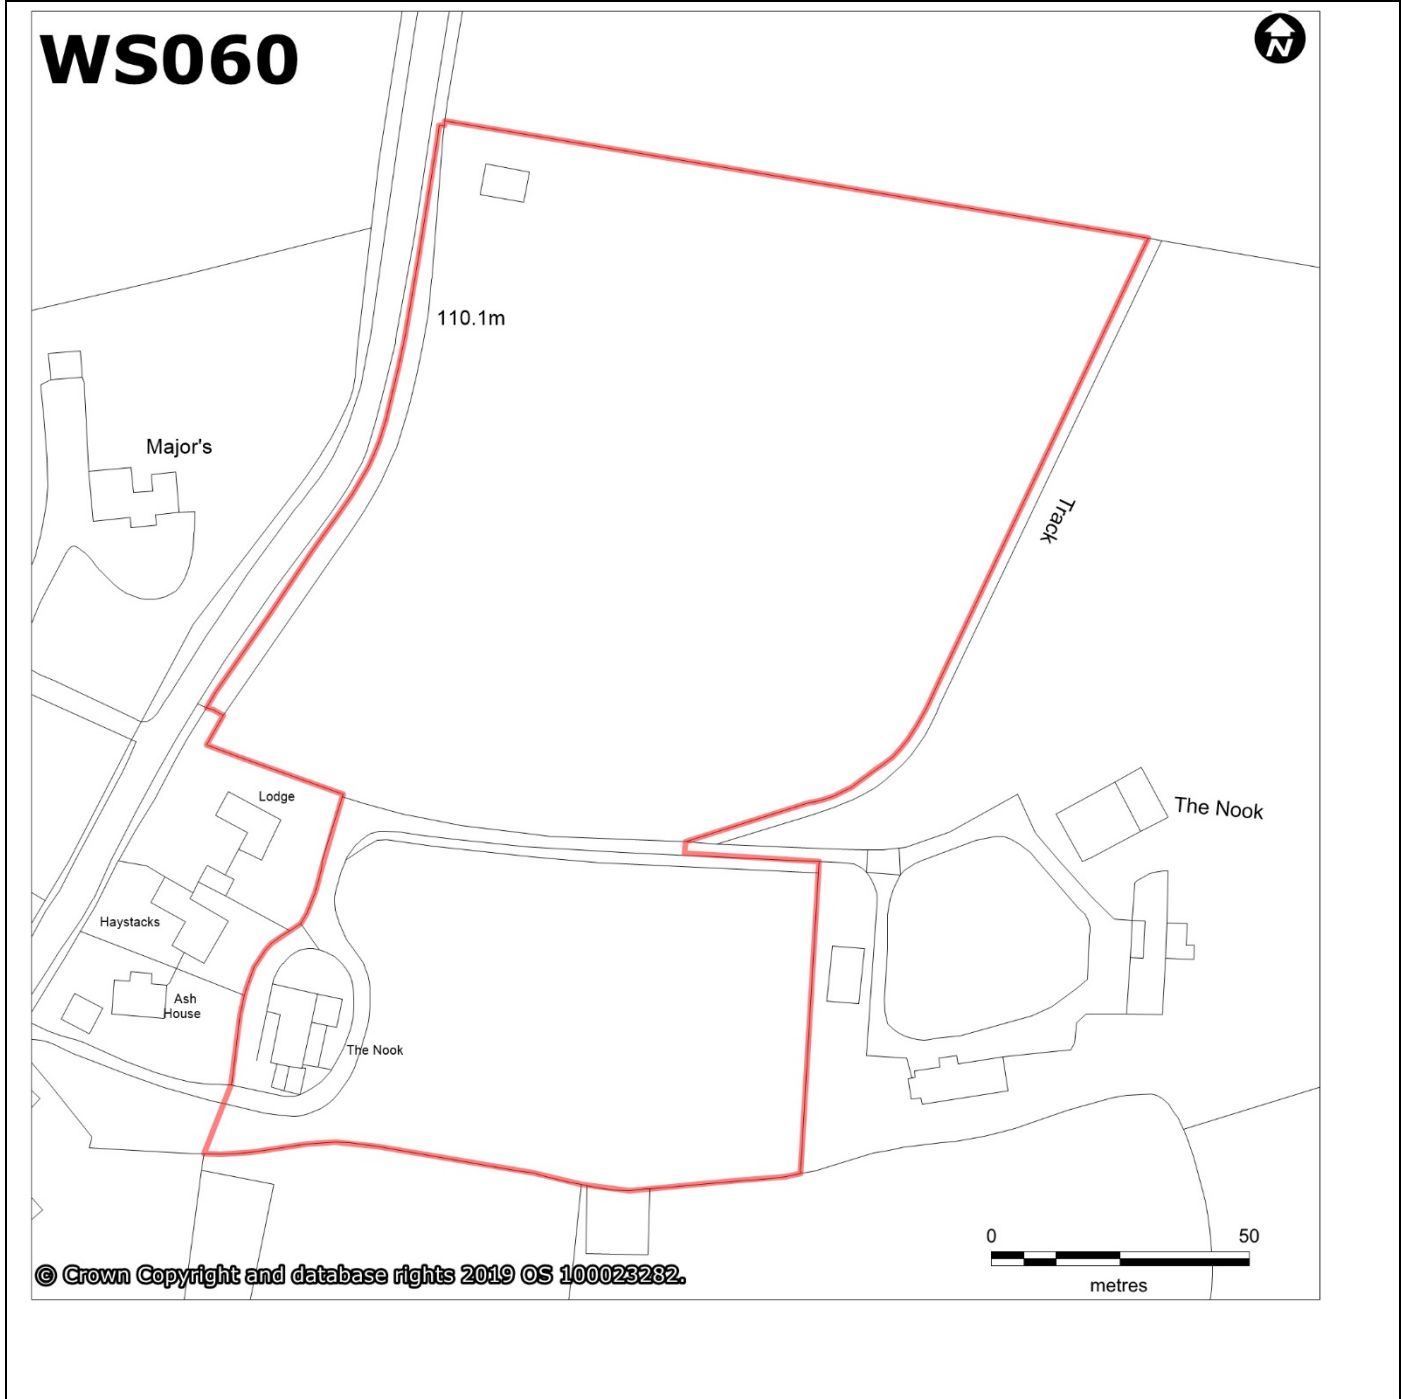 WS060
N
110.1m
Major's
Track
Lodge
The Nook
Haystacks
Ash
House
The Nook
0 50
metres
© Crown Copyright and database rights 2019 OS 100023282.